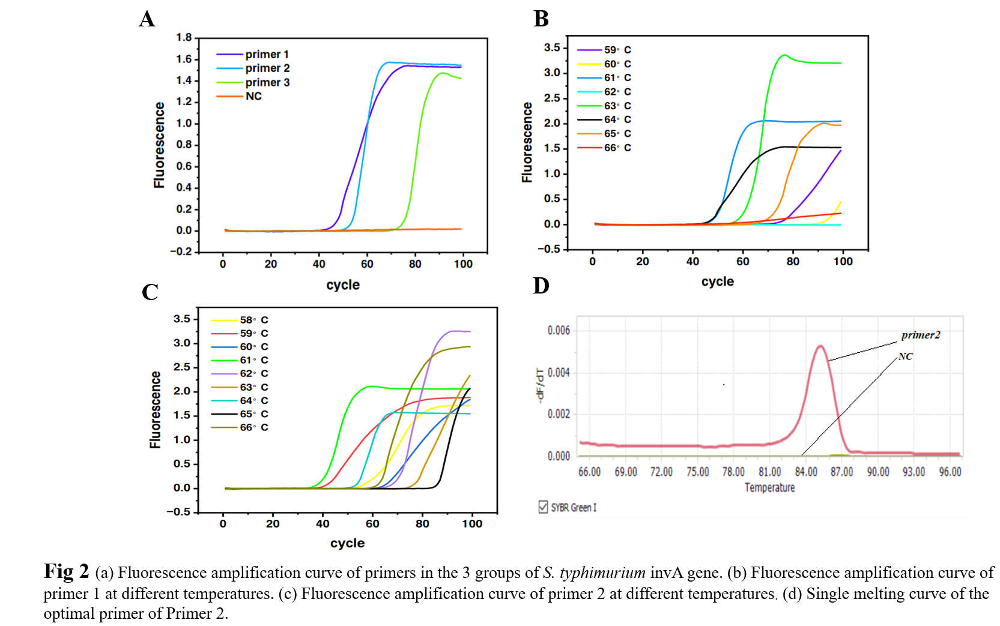 A
1.8
1.6
1.4
1.2
1.0
0.8
0.6
0.4
0.2
0.0
−0.2
Fluorescence
primer 1
primer 2
primer 3
NC
0 20 40 60 80 100
cycle
B
3.5
3.0
2.5
2.0
1.5
1.0
0.5
0.0
−0.5
Fluorescence
59° C
60° C
61° C
62° C
63° C
64° C
65° C
66° C
0 20 40 60 80 100
cycle
C
3.5
3.0
2.5
2.0
1.5
1.0
0.5
0.0
−0.5
Fluorescence
58° C
59° C
60° C
61° C
62° C
63° C
64° C
65° C
66° C
0 20 40 60 80 100
cycle
D
0.006
0.004
0.002
0.000
-dF/dT
primer2
NC
66.00 69.00 72.00 75.00 78.00 81.00 84.00 87.00 90.00 93.00 96.00
Temperature
SYBR Green I
Fig 2 (a) Fluorescence amplification curve of primers in the 3 groups of S. typhimurium invA gene. (b) Fluorescence amplification curve of
primer 1 at different temperatures. (c) Fluorescence amplification curve of primer 2 at different temperatures. (d) Single melting curve of the
optimal primer of Primer 2.